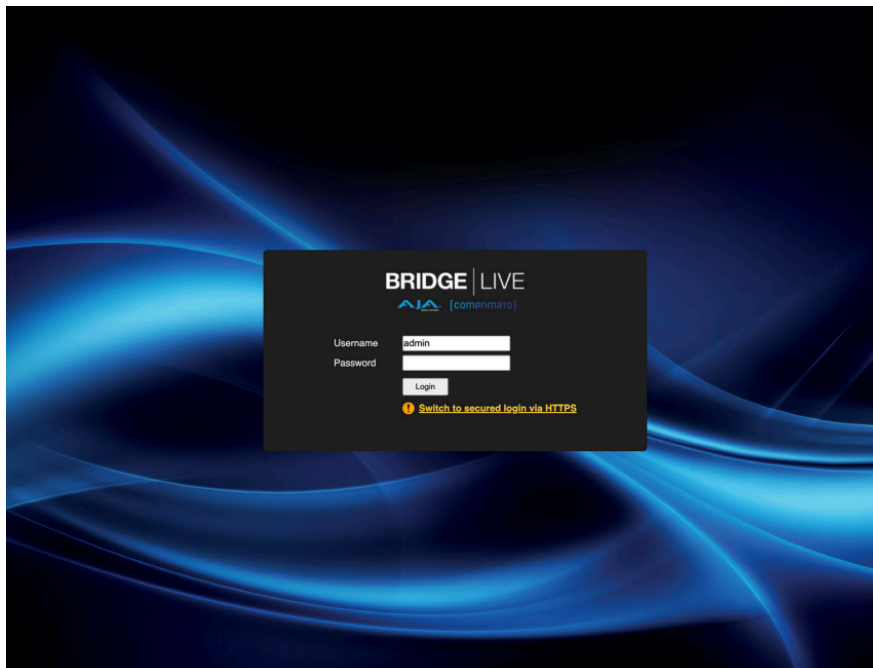 BRIDGE | LIVE
AJA [comprimato]
Username admin
Password
Login
Switch to secured login via HTTPS